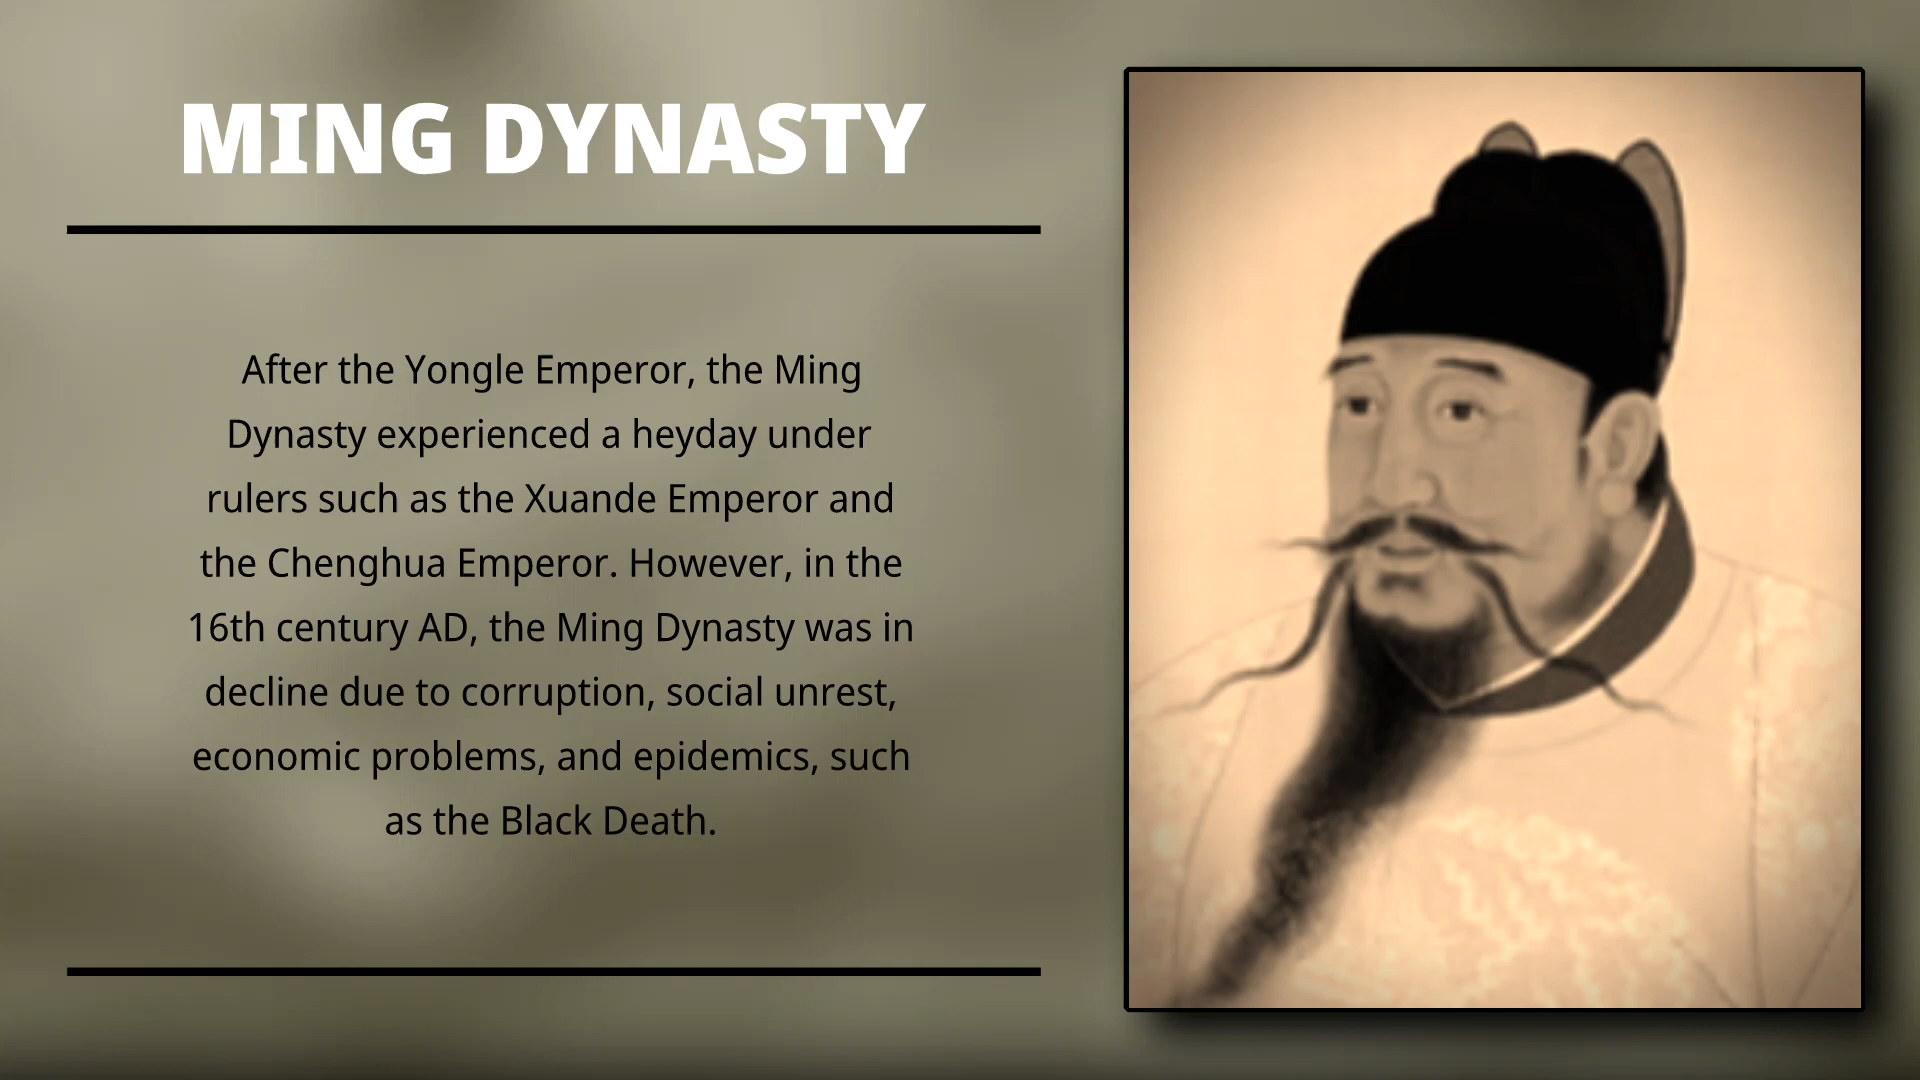 MING DYNASTY
After the Yongle Emperor, the Ming
Dynasty experienced a heyday under
rulers such as the Xuande Emperor and
the Chenghua Emperor. However, in the
16th century AD, the Ming Dynasty was in
decline due to corruption, social unrest,
economic problems, and epidemics, such
as the Black Death.